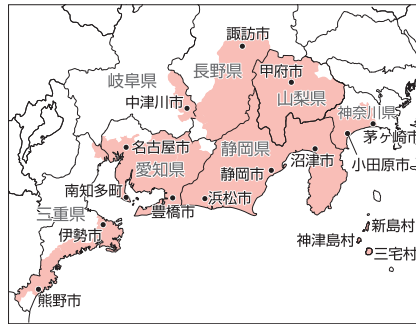 諏訪市
長野県
岐阜県
甲府市
山梨県
中津川市
神奈川県
茅ヶ崎市
名古屋市
愛知県
静岡県
沼津市
小田原市
静岡市
南知多町
豊橋市
浜松市
三重県
伊勢市
新島村
神津島村
三宅村
熊野市